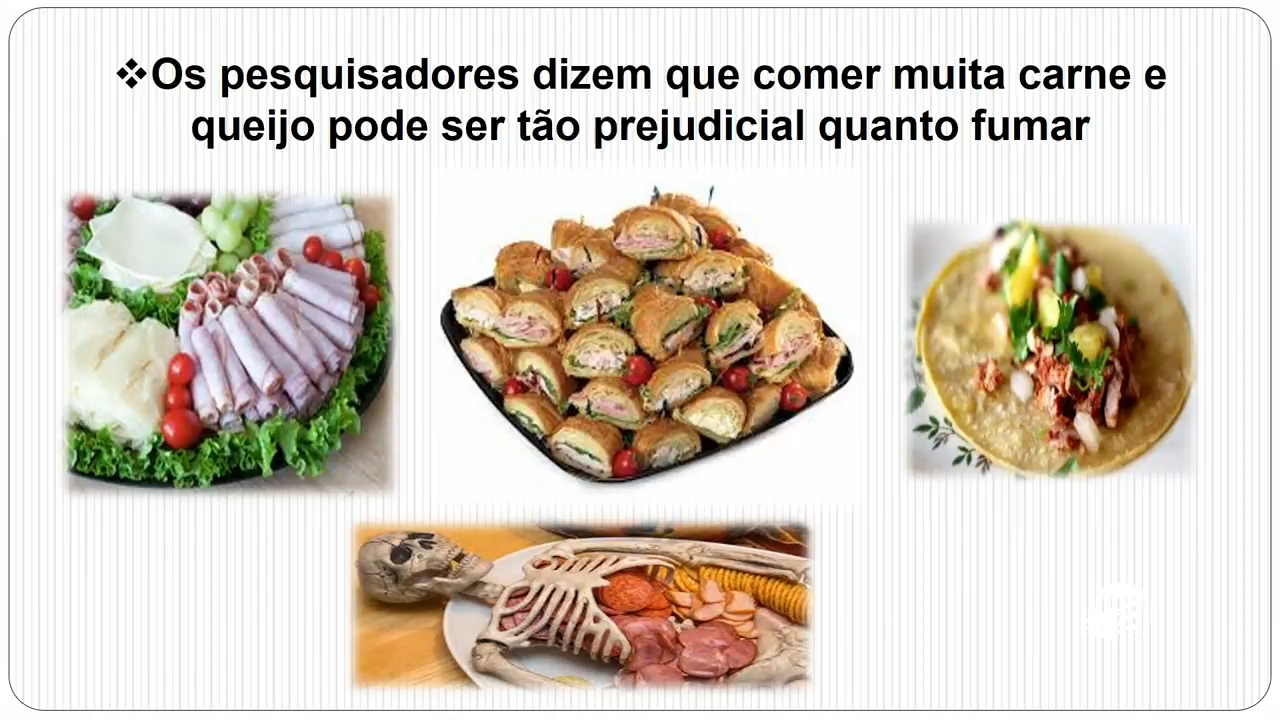 ❖Os pesquisadores dizem que comer muita carne e
queijo pode ser tão prejudicial quanto fumar